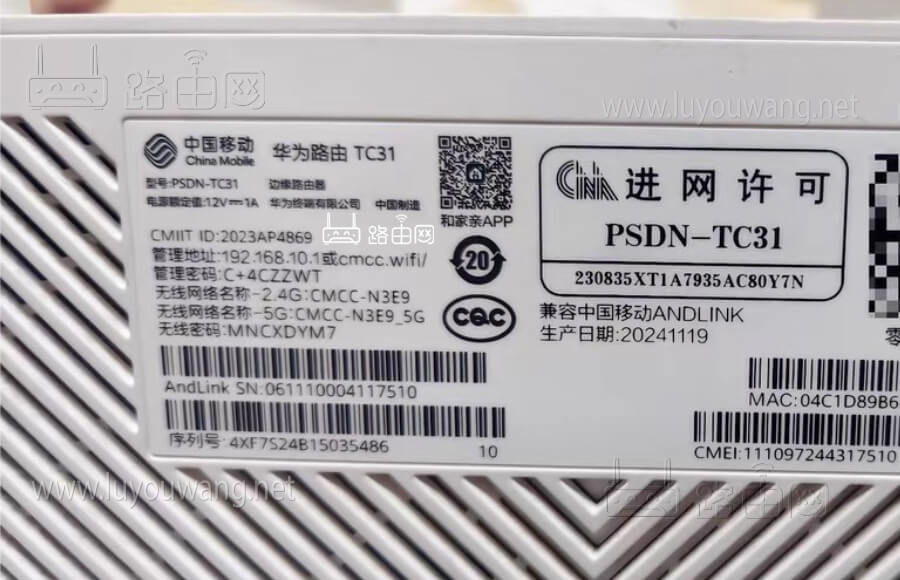 路由网
www.luyouwang.net
中国移动
China Mobile
华为路由 TC31
型号:PSDN-TC31 边缘路由器
电源额定值:12V⎓1A 华为终端有限公司 中国制造
和家亲APP
CMIIT ID:2023AP4869
路由网
管理地址:192.168.10.1或cmcc.wifi/
管理密码:C+4CZZWT
无线网络名称-2.4G:CMCC-N3E9
无线网络名称-5G:CMCC-N3E9_5G
无线密码:MNCXDYM7
20
CQC
进网许可
PSDN-TC31
230835XT1A7935AC80Y7N
兼容中国移动ANDLINK
生产日期:20241119
零
AndLink SN:061110004117510
序列号:4XF7S24B15035486
10
MAC:04C1D89B6
CMEI:111097244317510
www.luyouwang.net
路由网